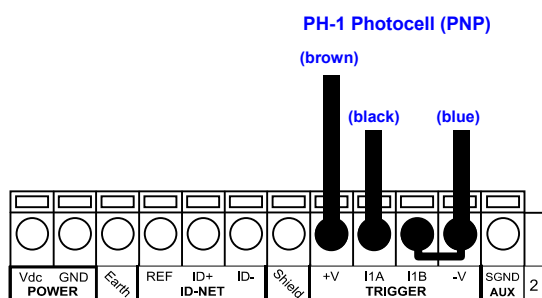 PH-1 Photocell (PNP)
(brown)
(black) (blue)
Vdc GND Earth REF ID+ ID- Shield +V I1A I1B -V SGND 2
POWER ID-NET TRIGGER AUX